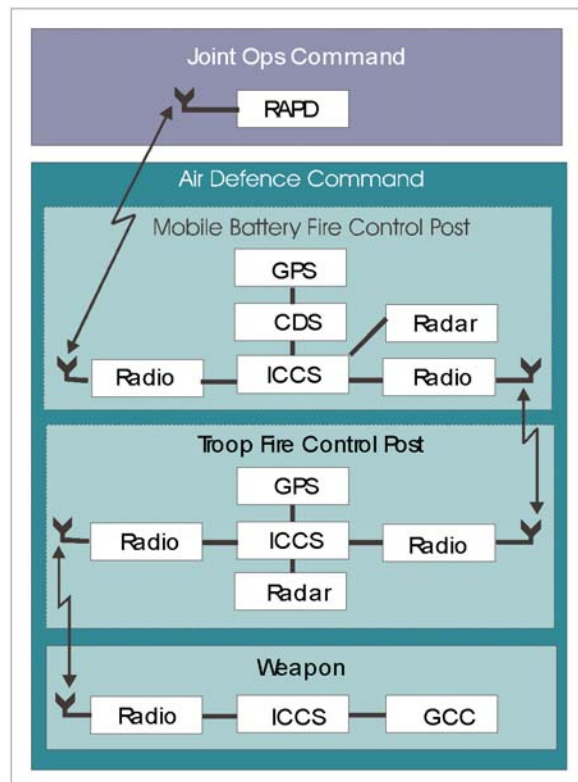 Joint Ops Command
RAPD
Air Defence Command
Mobile Battery Fire Control Post
GPS
CDS
Radar
Radio
ICCS
Radio
Troop Fire Control Post
GPS
Radio
ICCS
Radio
Radar
Weapon
Radio
ICCS
GCC